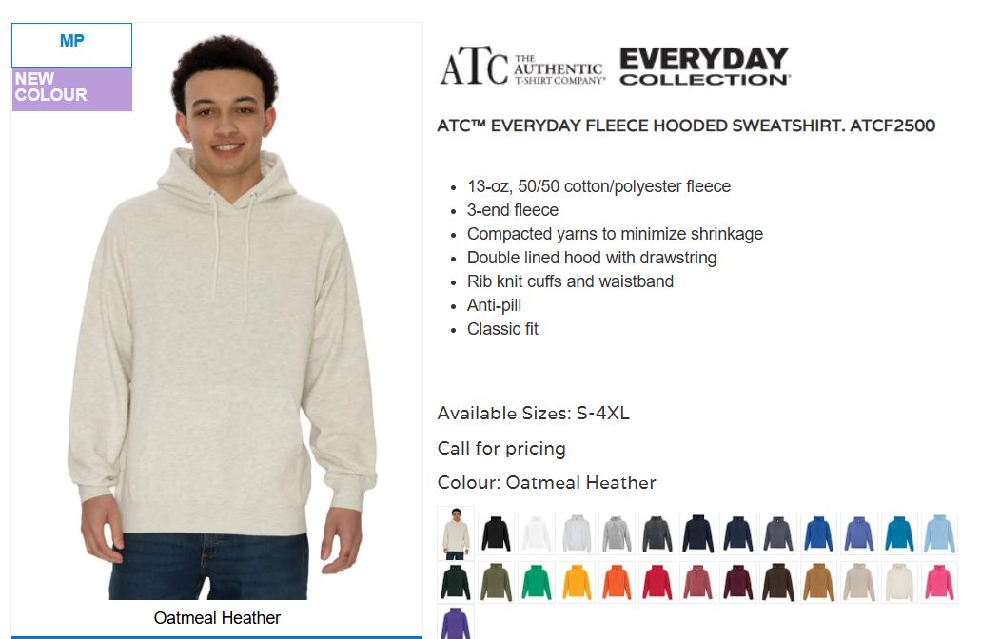 MP
NEW
COLOUR
ATC THE AUTHENTIC T-SHIRT COMPANY®
EVERYDAY COLLECTION®
ATC™ EVERYDAY FLEECE HOODED SWEATSHIRT. ATCF2500
13-oz, 50/50 cotton/polyester fleece
3-end fleece
Compacted yarns to minimize shrinkage
Double lined hood with drawstring
Rib knit cuffs and waistband
Anti-pill
Classic fit
Available Sizes: S-4XL
Call for pricing
Colour: Oatmeal Heather
Oatmeal Heather